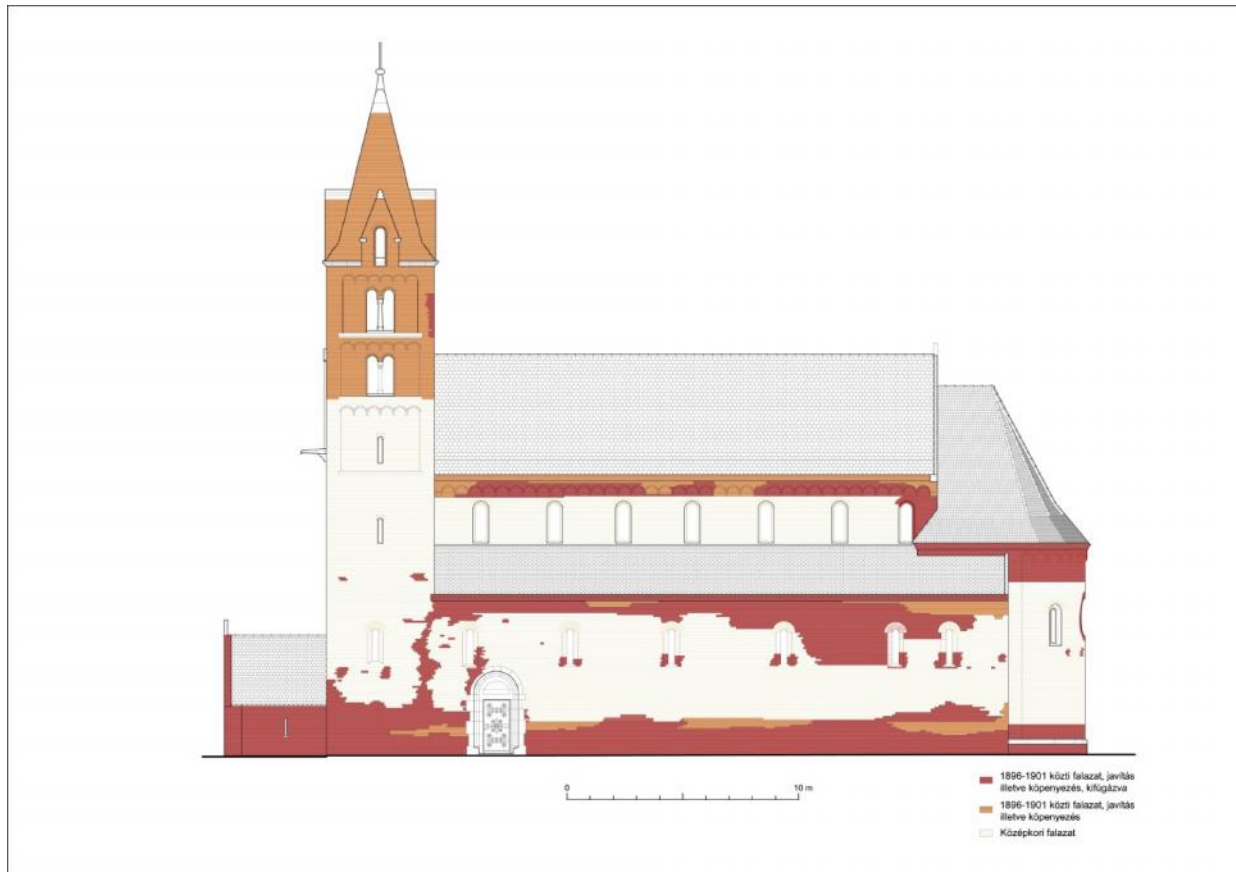 0
10 m
1896-1901 közti falazat, javítás
illetve köpenyezés, kifúgázva
1896-1901 közti falazat, javítás
illetve köpenyezés
Középkori falazat